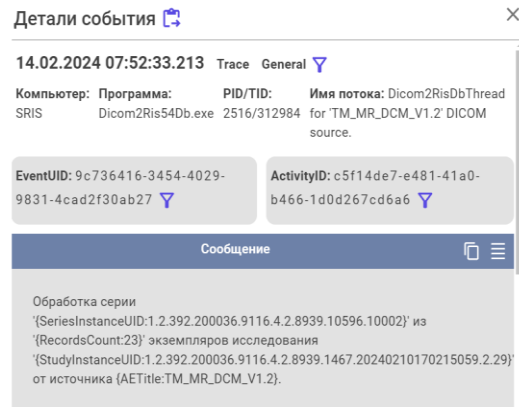 Детали события
14.02.2024 07:52:33.213 Trace General
Компьютер: Программа: PID/TID: Имя потока: Dicom2RisDbThread
SRIS Dicom2Ris54Db.exe 2516/312984 for 'TM_MR_DCM_V1.2' DICOM
source.
EventUID: 9c736416-3454-4029-
9831-4cad2f30ab27
ActivityID: c5f14de7-e481-41a0-
b466-1d0d267cd6a6
Сообщение
Обработка серии
'{SeriesInstanceUID:1.2.392.200036.9116.4.2.8939.10596.10002}' из
'{RecordsCount:23}' экземпляров исследования
'{StudyInstanceUID:1.2.392.200036.9116.4.2.8939.1467.20240210170215059.2.29}'
от источника {AETitle:TM_MR_DCM_V1.2}.